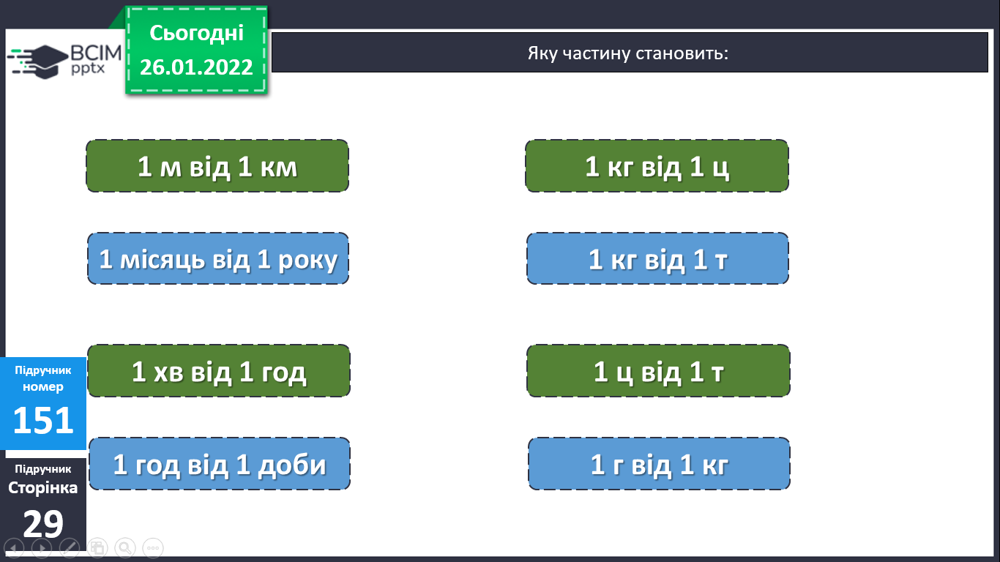 Сьогодні
26.01.2022
ВСІМ
pptx
Яку частину становить:
1 м від 1 км
1 кг від 1 ц
1 місяць від 1 року
1 кг від 1 т
1 хв від 1 год
1 ц від 1 т
1 год від 1 доби
1 г від 1 кг
Підручник
номер
151
Підручник
Сторінка
29